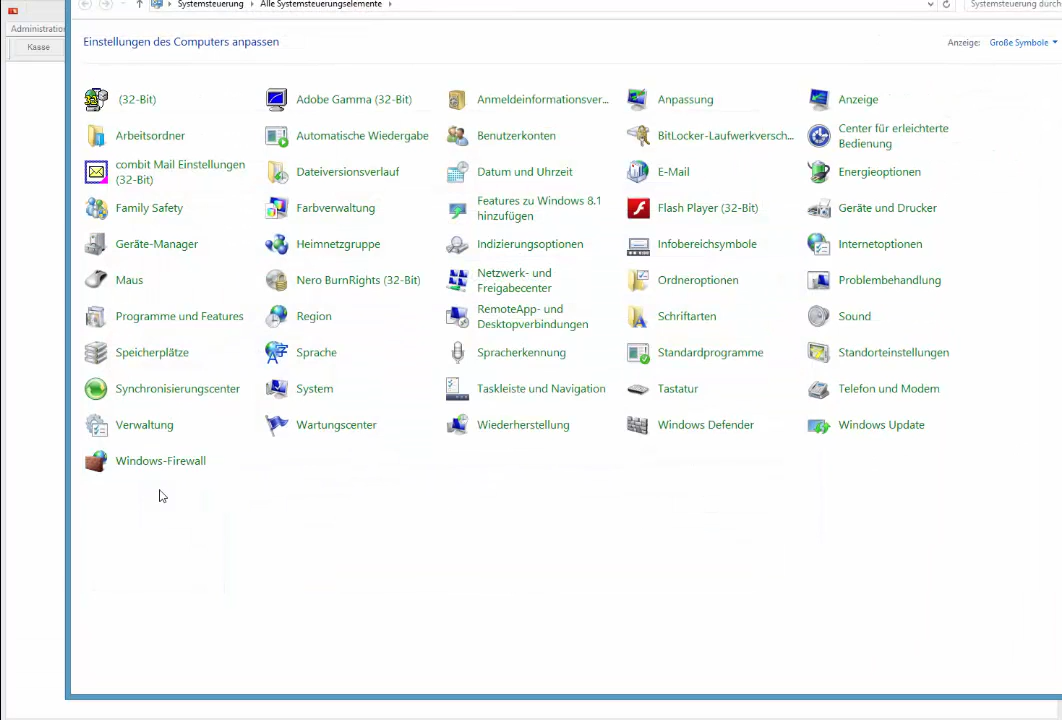 Systemsteuerung ▸ Alle Systemsteuerungselemente ▸
Systemsteuerung durch
Administration
Kasse
Einstellungen des Computers anpassen
Anzeige: Große Symbole
(32-Bit)
Adobe Gamma (32-Bit)
Anmeldeinformationsver...
Anpassung
Anzeige
Arbeitsordner
Automatische Wiedergabe
Benutzerkonten
BitLocker-Laufwerkversch...
Center für erleichterte
Bedienung
combit Mail Einstellungen
(32-Bit)
Dateiversionsverlauf
Datum und Uhrzeit
E-Mail
Energieoptionen
Family Safety
Farbverwaltung
Features zu Windows 8.1
hinzufügen
Flash Player (32-Bit)
Geräte und Drucker
Geräte-Manager
Heimnetzgruppe
Indizierungsoptionen
Infobereichsymbole
Internetoptionen
Maus
Nero BurnRights (32-Bit)
Netzwerk- und
Freigabecenter
Ordneroptionen
Problembehandlung
Programme und Features
Region
RemoteApp- und
Desktopverbindungen
Schriftarten
Sound
Speicherplätze
Sprache
Spracherkennung
Standardprogramme
Standorteinstellungen
Synchronisierungscenter
System
Taskleiste und Navigation
Tastatur
Telefon und Modem
Verwaltung
Wartungscenter
Wiederherstellung
Windows Defender
Windows Update
Windows-Firewall